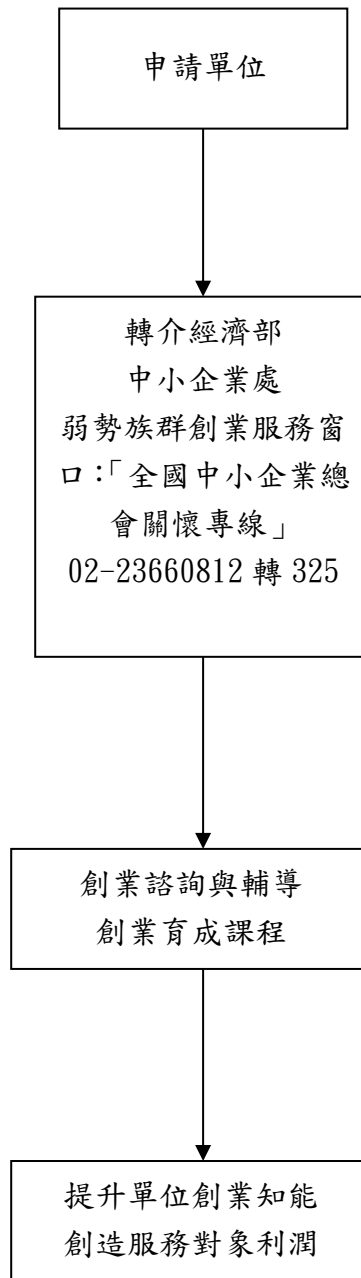 申請單位
轉介經濟部
中小企業處
弱勢族群創業服務窗
口：「全國中小企業總
會關懷專線」
02-23660812 轉 325
創業諮詢與輔導
創業育成課程
提升單位創業知能
創造服務對象利潤